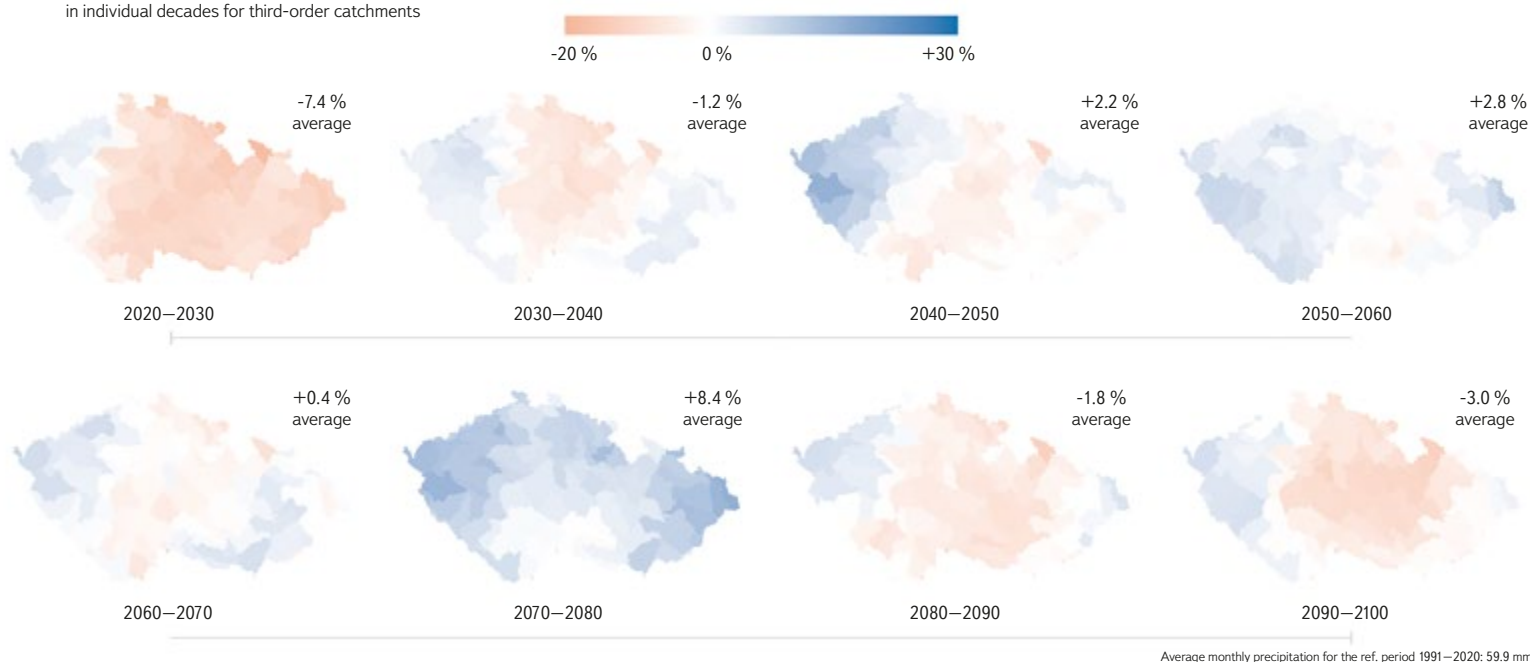 in individual decades for third-order catchments
-20 % 0 % +30 %
-7.4 %
average
-1.2 %
average
+2.2 %
average
+2.8 %
average
2020—2030
2030—2040
2040—2050
2050—2060
+0.4 %
average
+8.4 %
average
-1.8 %
average
-3.0 %
average
2060—2070
2070—2080
2080—2090
2090—2100
Average monthly precipitation for the ref. period 1991—2020: 59.9 mm